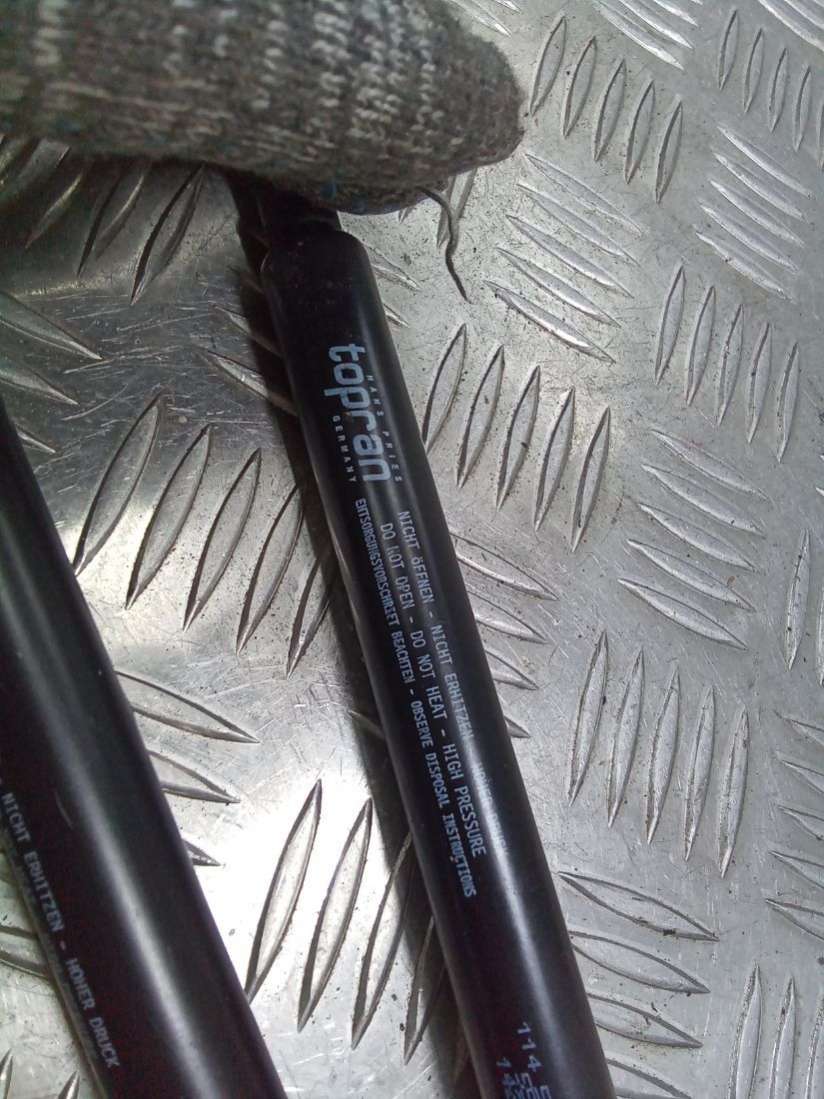 HANS PRIES
topran
GERMANY
NICHT ÖFFNEN - NICHT ERHITZEN -
DO NOT OPEN - DO NOT HEAT - HIGH PRESSURE
ENTSORGUNGSVORSCHRIFT BEACHTEN - OBSERVE DISPOSAL INSTRUCTIONS
114
NICHT ERHITZEN - HOHER DRUCK